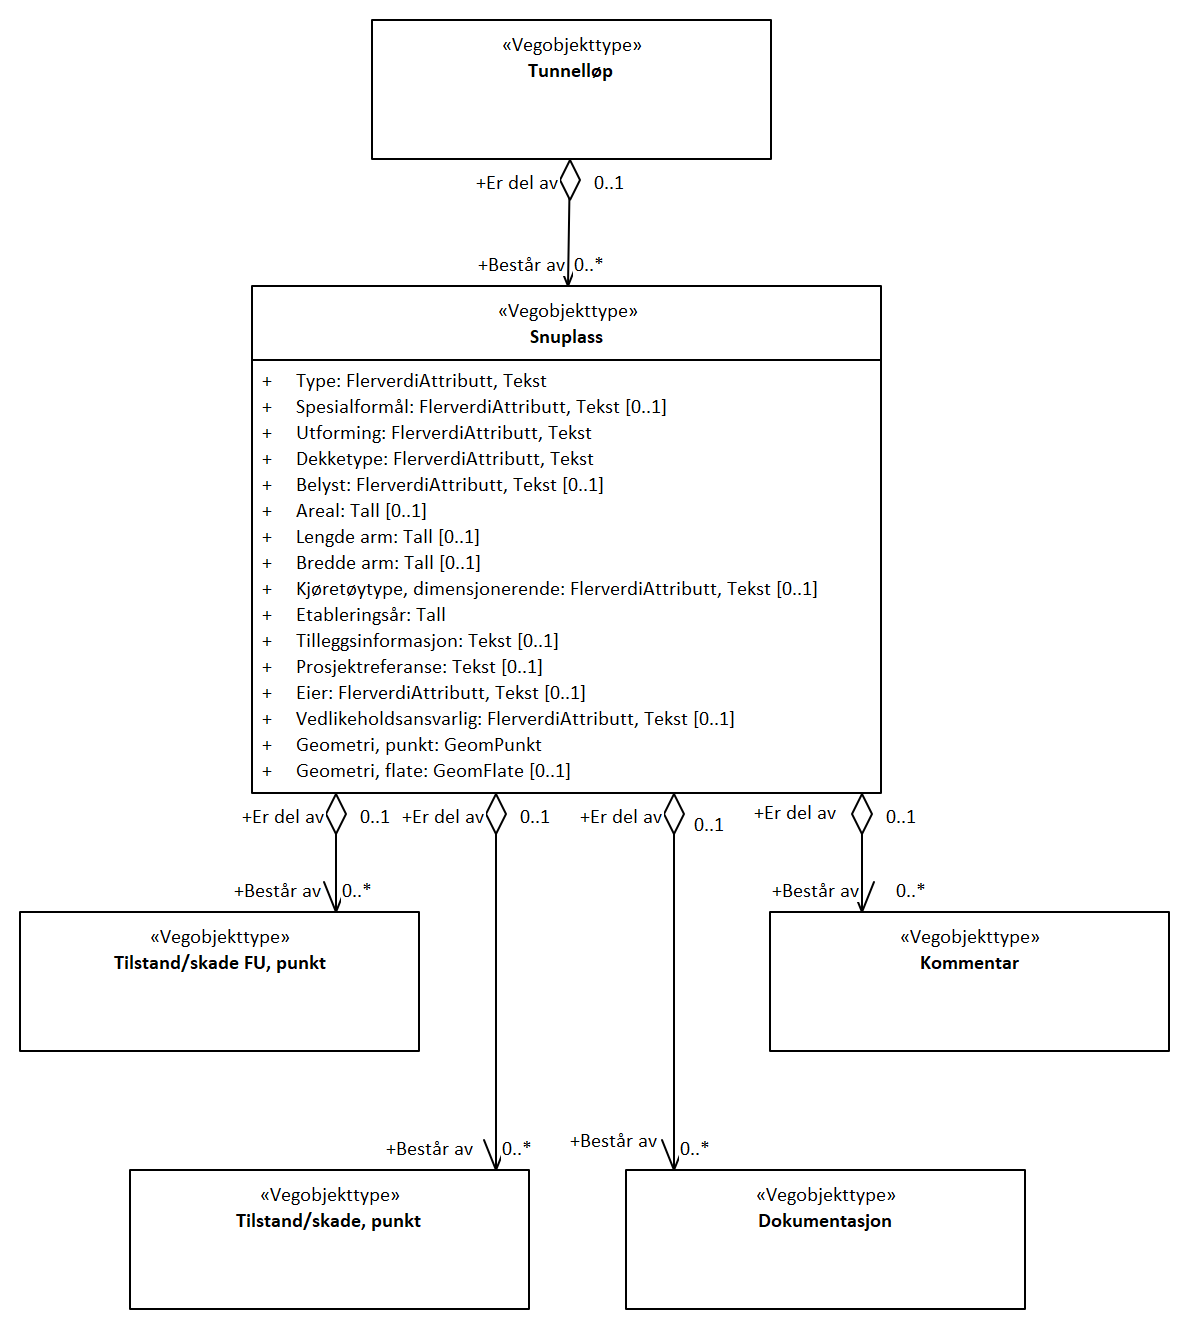 «Vegobjekttype»
Tunnelløp
+Er del av 0..1
+Består av 0..*
«Vegobjekttype»
Snuplass
+ Type: FlerverdiAttributt, Tekst
+ Spesialformål: FlerverdiAttributt, Tekst [0..1]
+ Utforming: FlerverdiAttributt, Tekst
+ Dekketype: FlerverdiAttributt, Tekst
+ Belyst: FlerverdiAttributt, Tekst [0..1]
+ Areal: Tall [0..1]
+ Lengde arm: Tall [0..1]
+ Bredde arm: Tall [0..1]
+ Kjøretøytype, dimensjonerende: FlerverdiAttributt, Tekst [0..1]
+ Etableringsår: Tall
+ Tilleggsinformasjon: Tekst [0..1]
+ Prosjektreferanse: Tekst [0..1]
+ Eier: FlerverdiAttributt, Tekst [0..1]
+ Vedlikeholdsansvarlig: FlerverdiAttributt, Tekst [0..1]
+ Geometri, punkt: GeomPunkt
+ Geometri, flate: GeomFlate [0..1]
+Er del av 0..1 +Er del av 0..1 +Er del av 0..1 +Er del av 0..1
+Består av 0..* +Består av 0..*
«Vegobjekttype»
Tilstand/skade FU, punkt
«Vegobjekttype»
Kommentar
+Består av 0..* +Består av 0..*
«Vegobjekttype»
Tilstand/skade, punkt
«Vegobjekttype»
Dokumentasjon